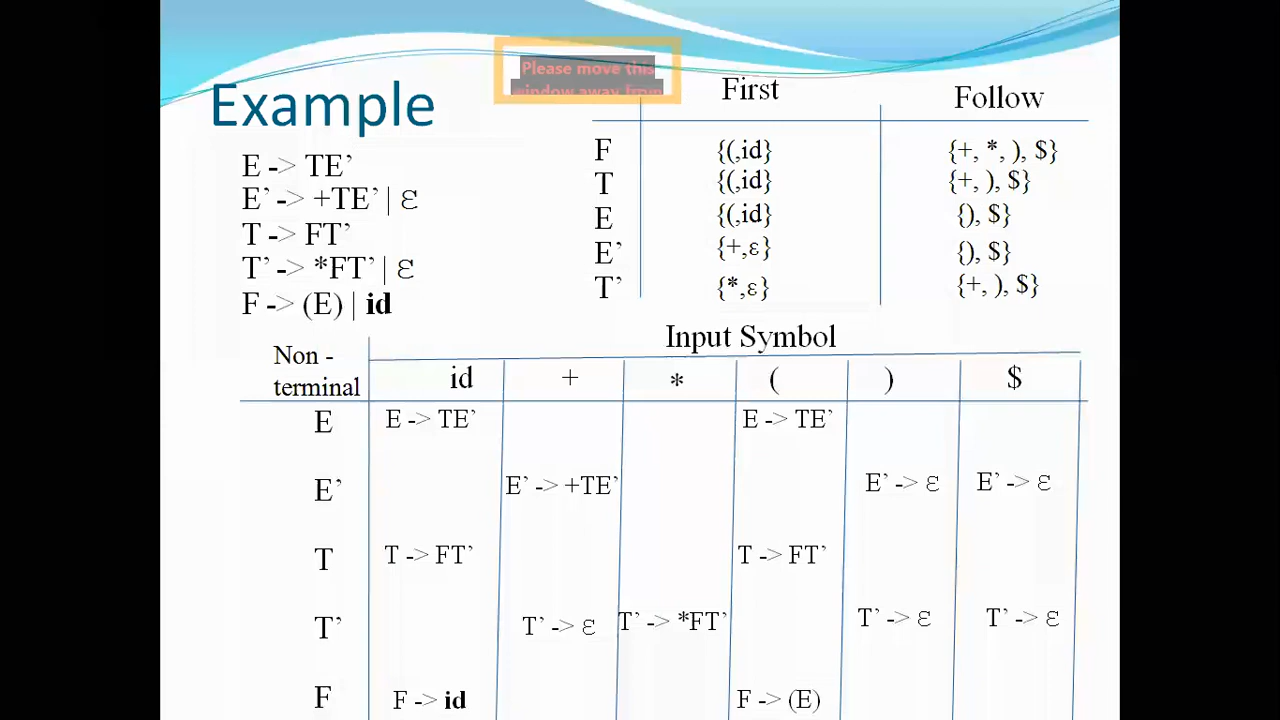 Please move this
window away from
Example
First
Follow
E -> TE’
E’ -> +TE’ | ε
T -> FT’
T’ -> *FT’ | ε
F -> (E) | id
F {(,id} {+, *, ), $}
T {(,id} {+, ), $}
E {(,id} {), $}
E’ {+,ε} {), $}
T’ {*,ε} {+, ), $}
Input Symbol
Non -
terminal
id + * ( ) $
E E -> TE’ E -> TE’
E’ E’ -> +TE’ E’ -> ε E’ -> ε
T T -> FT’ T -> FT’
T’ T’ -> ε T’ -> *FT’ T’ -> ε T’ -> ε
F F -> id F -> (E)